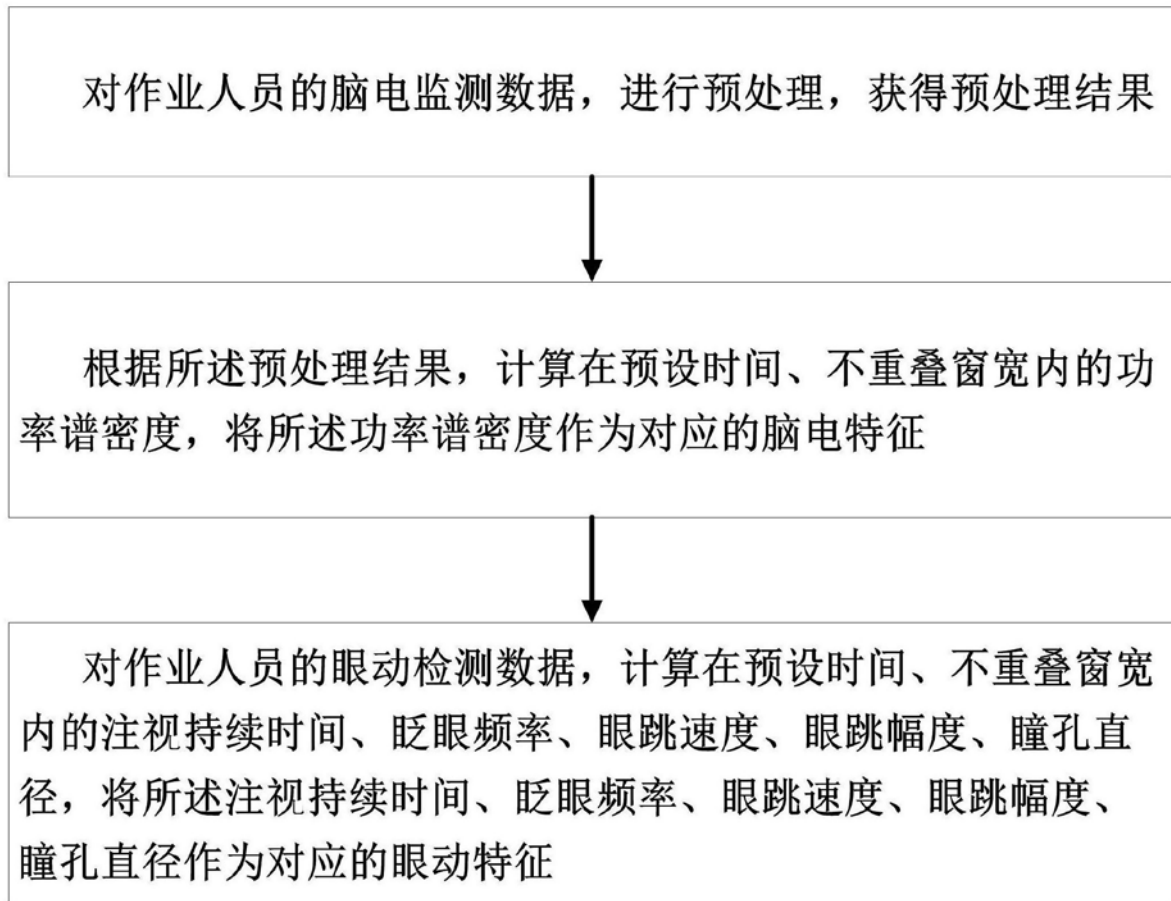 对作业人员的脑电监测数据，进行预处理，获得预处理结果
根据所述预处理结果，计算在预设时间、不重叠窗宽内的功
率谱密度，将所述功率谱密度作为对应的脑电特征
对作业人员的眼动检测数据，计算在预设时间、不重叠窗宽
内的注视持续时间、眨眼频率、眼跳速度、眼跳幅度、瞳孔直
径，将所述注视持续时间、眨眼频率、眼跳速度、眼跳幅度、
瞳孔直径作为对应的眼动特征